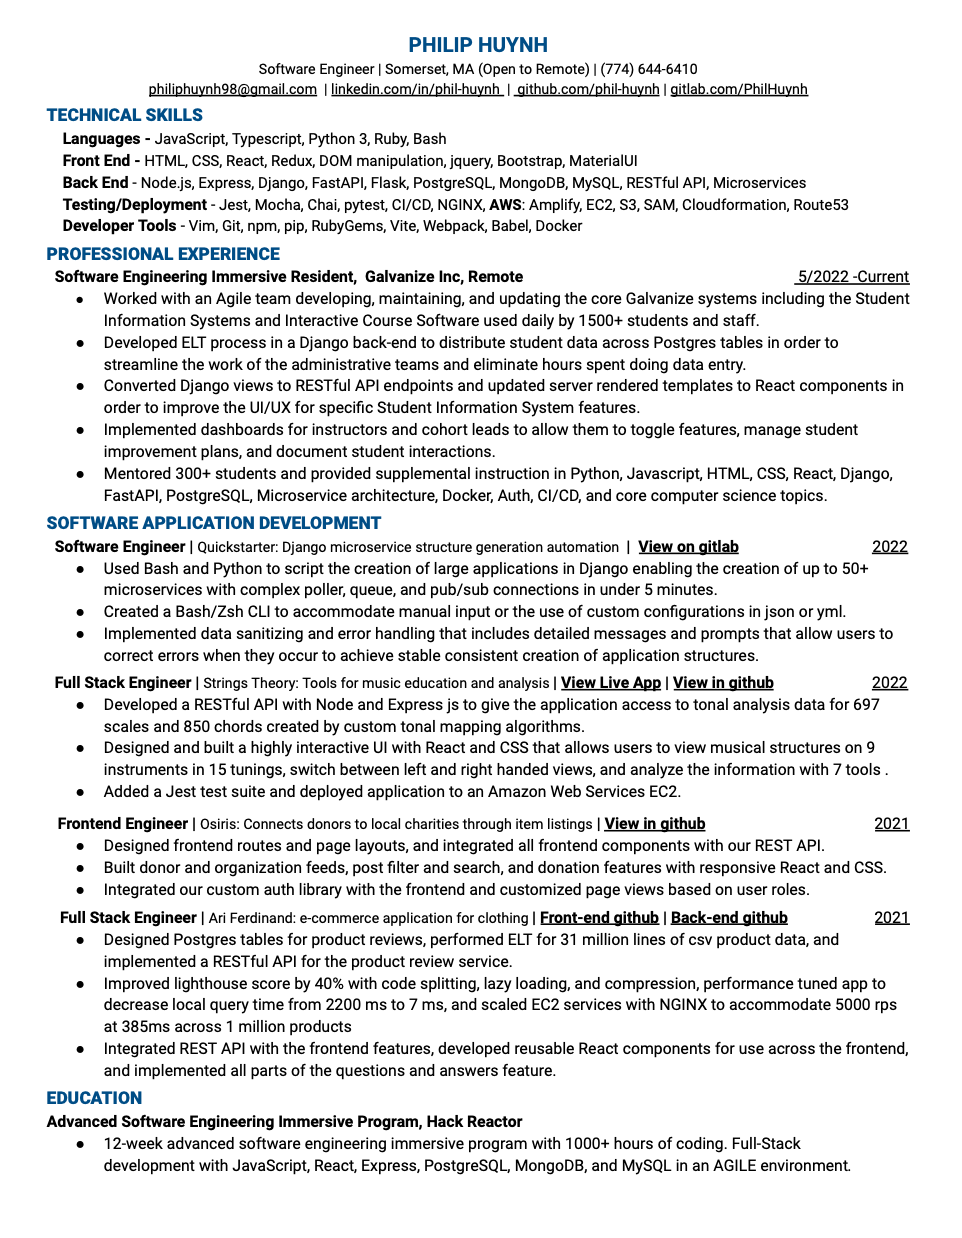 PHILIP HUYNH
Software Engineer | Somerset, MA (Open to Remote) | (774) 644-6410
philiphuynh98@gmail.com | linkedin.com/in/phil-huynh | github.com/phil-huynh | gitlab.com/PhilHuynh
TECHNICAL SKILLS
Languages - JavaScript, Typescript, Python 3, Ruby, Bash
Front End - HTML, CSS, React, Redux, DOM manipulation, jquery, Bootstrap, MaterialUI
Back End - Node.js, Express, Django, FastAPI, Flask, PostgreSQL, MongoDB, MySQL, RESTful API, Microservices
Testing/Deployment - Jest, Mocha, Chai, pytest, CI/CD, NGINX, AWS: Amplify, EC2, S3, SAM, Cloudformation, Route53
Developer Tools - Vim, Git, npm, pip, RubyGems, Vite, Webpack, Babel, Docker
PROFESSIONAL EXPERIENCE
Software Engineering Immersive Resident, Galvanize Inc, Remote 5/2022 -Current
● Worked with an Agile team developing, maintaining, and updating the core Galvanize systems including the Student
Information Systems and Interactive Course Software used daily by 1500+ students and staff.
● Developed ELT process in a Django back-end to distribute student data across Postgres tables in order to
streamline the work of the administrative teams and eliminate hours spent doing data entry.
● Converted Django views to RESTful API endpoints and updated server rendered templates to React components in
order to improve the UI/UX for specific Student Information System features.
● Implemented dashboards for instructors and cohort leads to allow them to toggle features, manage student
improvement plans, and document student interactions.
● Mentored 300+ students and provided supplemental instruction in Python, Javascript, HTML, CSS, React, Django,
FastAPI, PostgreSQL, Microservice architecture, Docker, Auth, CI/CD, and core computer science topics.
SOFTWARE APPLICATION DEVELOPMENT
Software Engineer | Quickstarter: Django microservice structure generation automation | View on gitlab 2022
● Used Bash and Python to script the creation of large applications in Django enabling the creation of up to 50+
microservices with complex poller, queue, and pub/sub connections in under 5 minutes.
● Created a Bash/Zsh CLI to accommodate manual input or the use of custom configurations in json or yml.
● Implemented data sanitizing and error handling that includes detailed messages and prompts that allow users to
correct errors when they occur to achieve stable consistent creation of application structures.
Full Stack Engineer | Strings Theory: Tools for music education and analysis | View Live App | View in github 2022
● Developed a RESTful API with Node and Express js to give the application access to tonal analysis data for 697
scales and 850 chords created by custom tonal mapping algorithms.
● Designed and built a highly interactive UI with React and CSS that allows users to view musical structures on 9
instruments in 15 tunings, switch between left and right handed views, and analyze the information with 7 tools .
● Added a Jest test suite and deployed application to an Amazon Web Services EC2.
Frontend Engineer | Osiris: Connects donors to local charities through item listings | View in github 2021
● Designed frontend routes and page layouts, and integrated all frontend components with our REST API.
● Built donor and organization feeds, post filter and search, and donation features with responsive React and CSS.
● Integrated our custom auth library with the frontend and customized page views based on user roles.
Full Stack Engineer | Ari Ferdinand: e-commerce application for clothing | Front-end github | Back-end github 2021
● Designed Postgres tables for product reviews, performed ELT for 31 million lines of csv product data, and
implemented a RESTful API for the product review service.
● Improved lighthouse score by 40% with code splitting, lazy loading, and compression, performance tuned app to
decrease local query time from 2200 ms to 7 ms, and scaled EC2 services with NGINX to accommodate 5000 rps
at 385ms across 1 million products
● Integrated REST API with the frontend features, developed reusable React components for use across the frontend,
and implemented all parts of the questions and answers feature.
EDUCATION
Advanced Software Engineering Immersive Program, Hack Reactor
● 12-week advanced software engineering immersive program with 1000+ hours of coding. Full-Stack
development with JavaScript, React, Express, PostgreSQL, MongoDB, and MySQL in an AGILE environment.